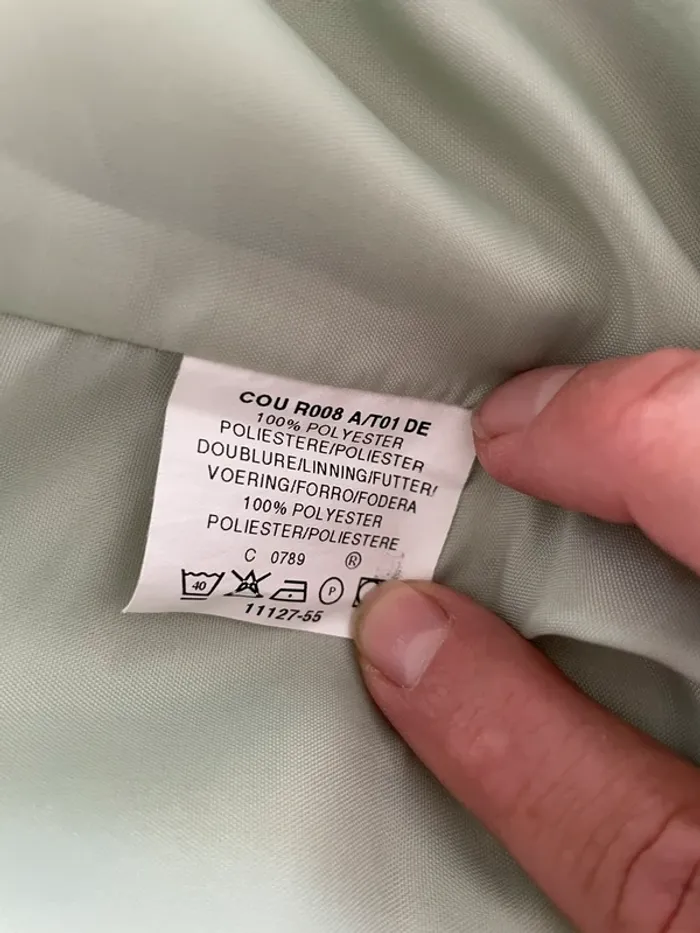 COU R008 A/T01 DE
100% POLYESTER
POLIESTERE/POLIESTER
DOUBLURE/LINNING/FUTTER/
VOERING/FORRO/FODERA
100% POLYESTER
POLIESTER/POLIESTERE
C 0789 ®
40 P
11127-55